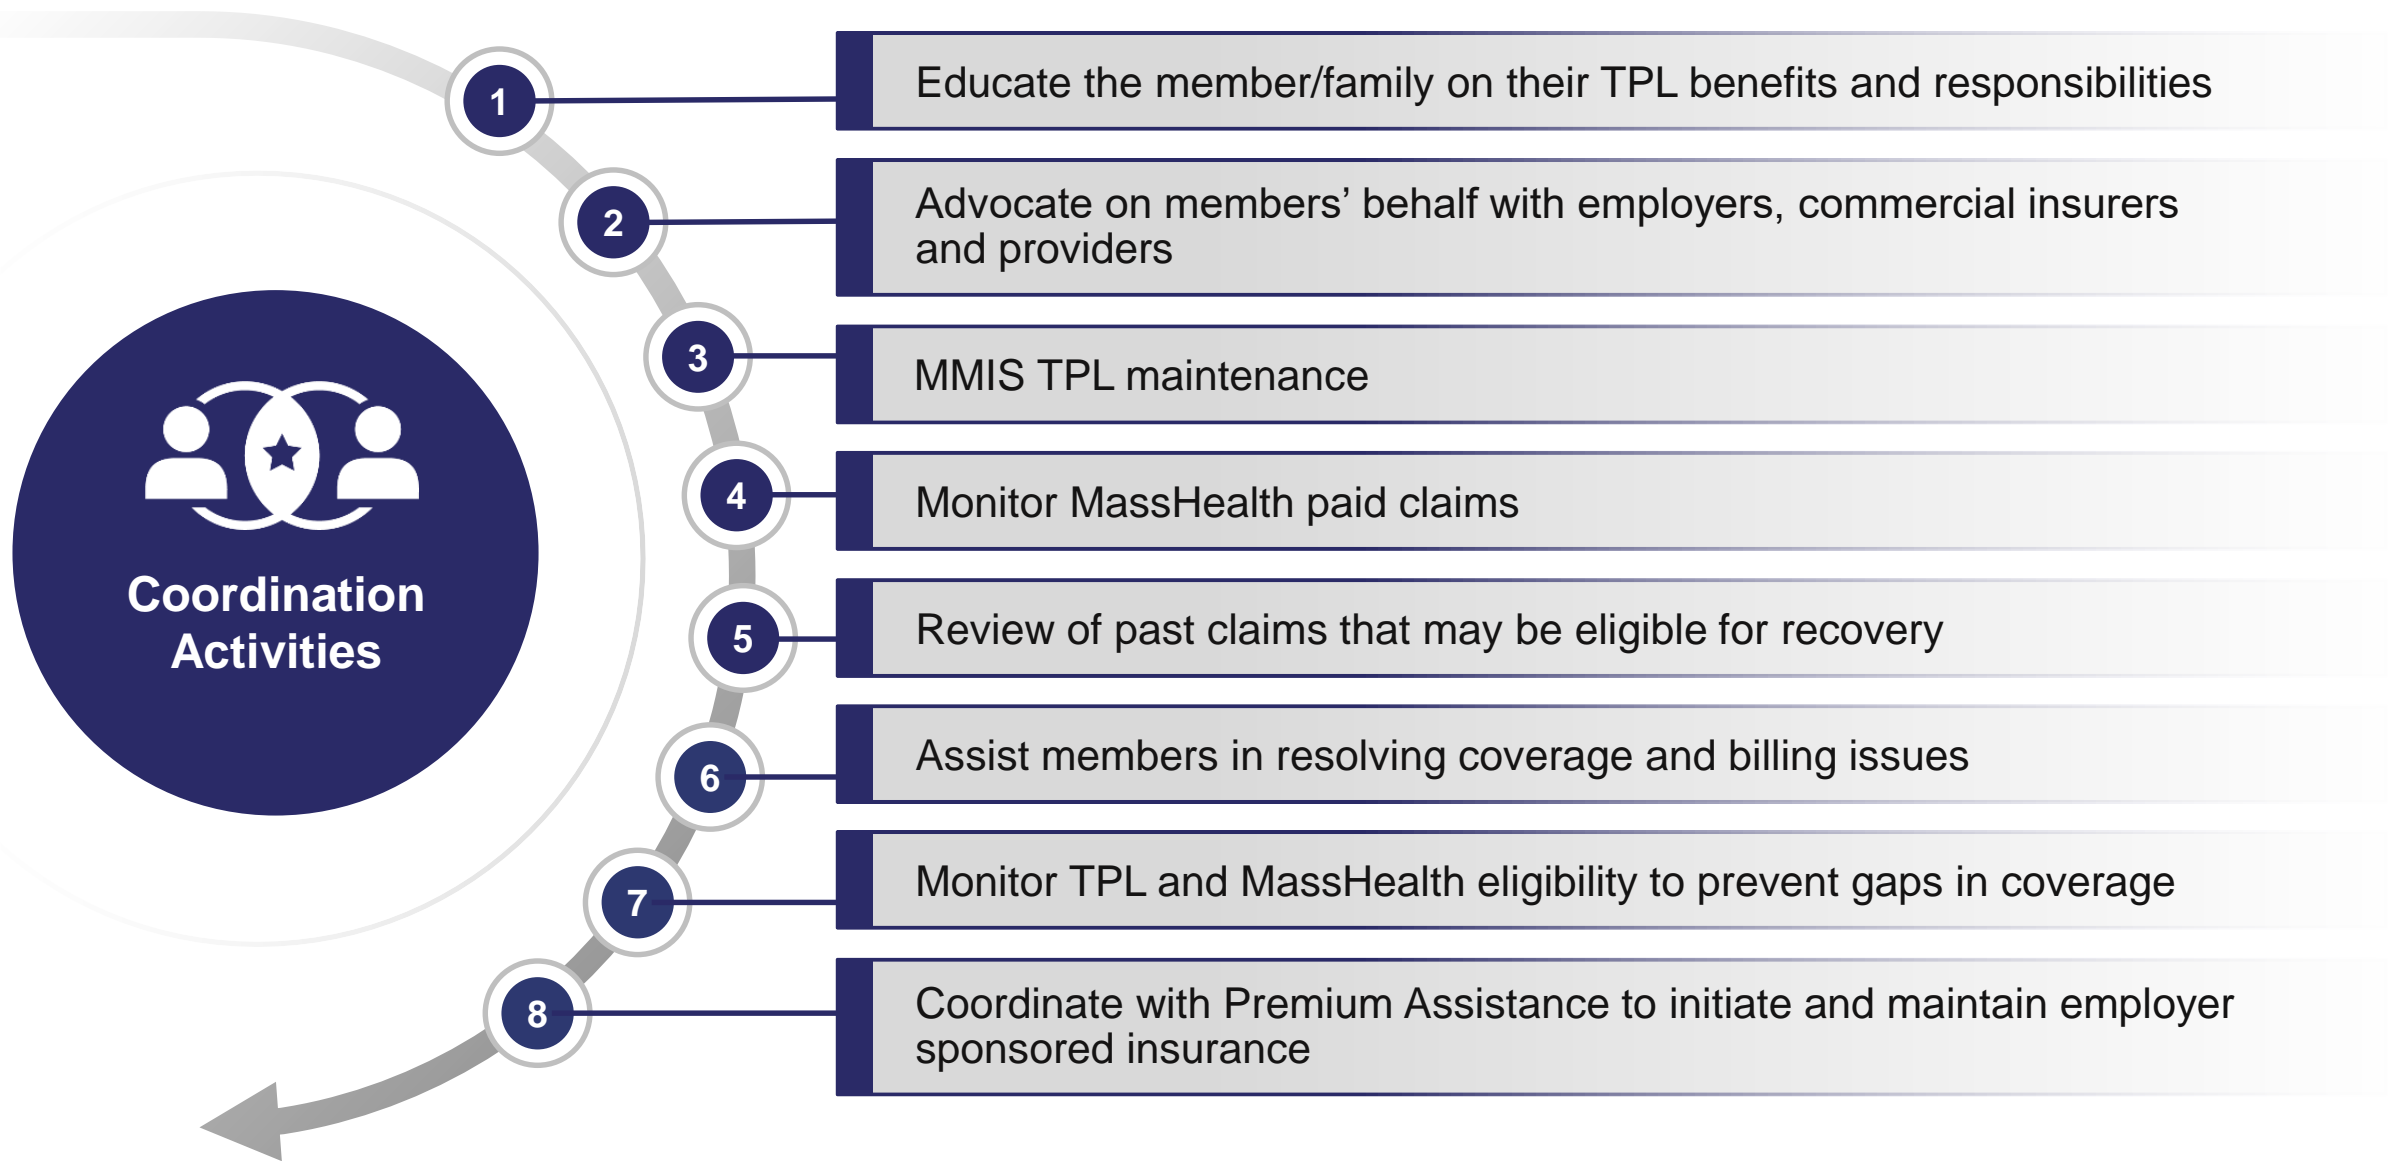 1
Educate the member/family on their TPL benefits and responsibilities
2
Advocate on members’ behalf with employers, commercial insurers
and providers
3
MMIS TPL maintenance
4
Monitor MassHealth paid claims
Coordination
Activities
5
Review of past claims that may be eligible for recovery
6
Assist members in resolving coverage and billing issues
7
Monitor TPL and MassHealth eligibility to prevent gaps in coverage
8
Coordinate with Premium Assistance to initiate and maintain employer
sponsored insurance